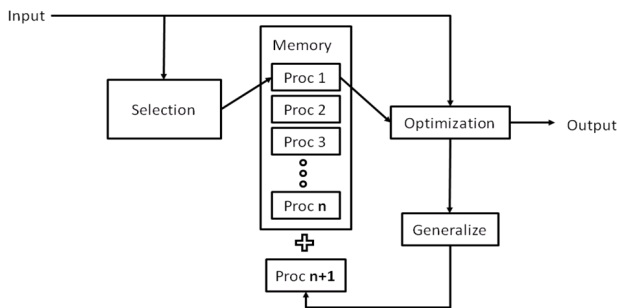 Input
Memory
Selection
Proc 1
Proc 2
Proc 3
Proc n
Optimization
Output
Generalize
Proc n+1